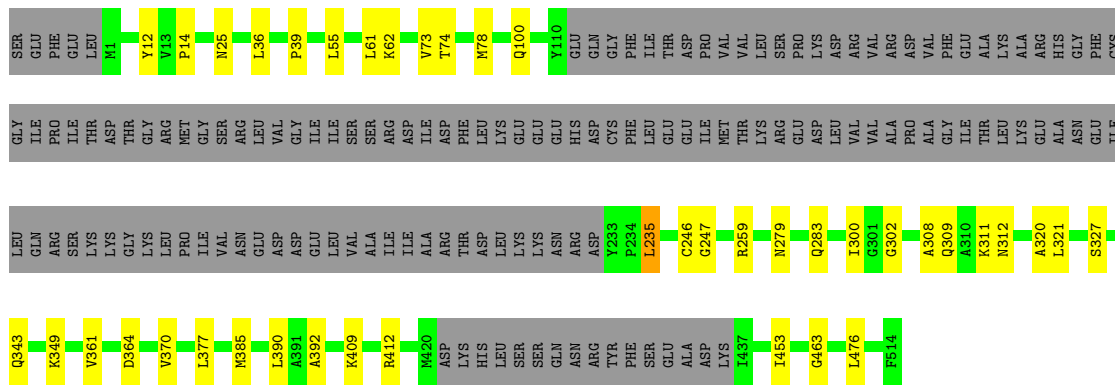 SER GLU PHE GLU LEU M1 Y12 V13 P14 N25 L36 P39 L55 L61 K62 V73 T74 M78 Q100 Y110 GLU GLN GLY PHE ILE THR ASP PRO VAL VAL LEU SER PRO LYS ASP ARG VAL ARG ASP VAL PHE GLU ALA LYS ALA ARG HIS GLY PHE CYS
GLY ILE PRO ILE THR ASP THR GLY ARG MET GLY SER ARG LEU VAL GLY ILE ILE SER SER ARG ASP ILE ASP PHE LEU LYS GLU GLU GLU HIS ASP CYS PHE LEU GLU GLU ILE MET THR LYS ARG GLU ASP LEU VAL VAL ALA PRO ALA GLY ILE THR LEU LYS GLU ALA ASN GLU ILE
LEU GLN ARG SER LYS LYS GLY LYS LEU PRO ILE VAL ASN GLU ASP ASP GLU LEU VAL ALA ILE ILE ALA ARG THR ASP LEU LYS LYS ASN ARG ASP Y233 P234 L235 C246 G247 R259 N279 Q283 I300 G301 G302 A308 Q309 A310 K311 N312 A320 L321 S327
Q343 K349 V361 D364 V370 L377 M385 L390 A391 A392 K409 R412 M420 ASP LYS HIS LEU SER SER GLN ASN ARG TYR PHE SER GLU ALA ASP LYS I437 I453 G463 L476 F514